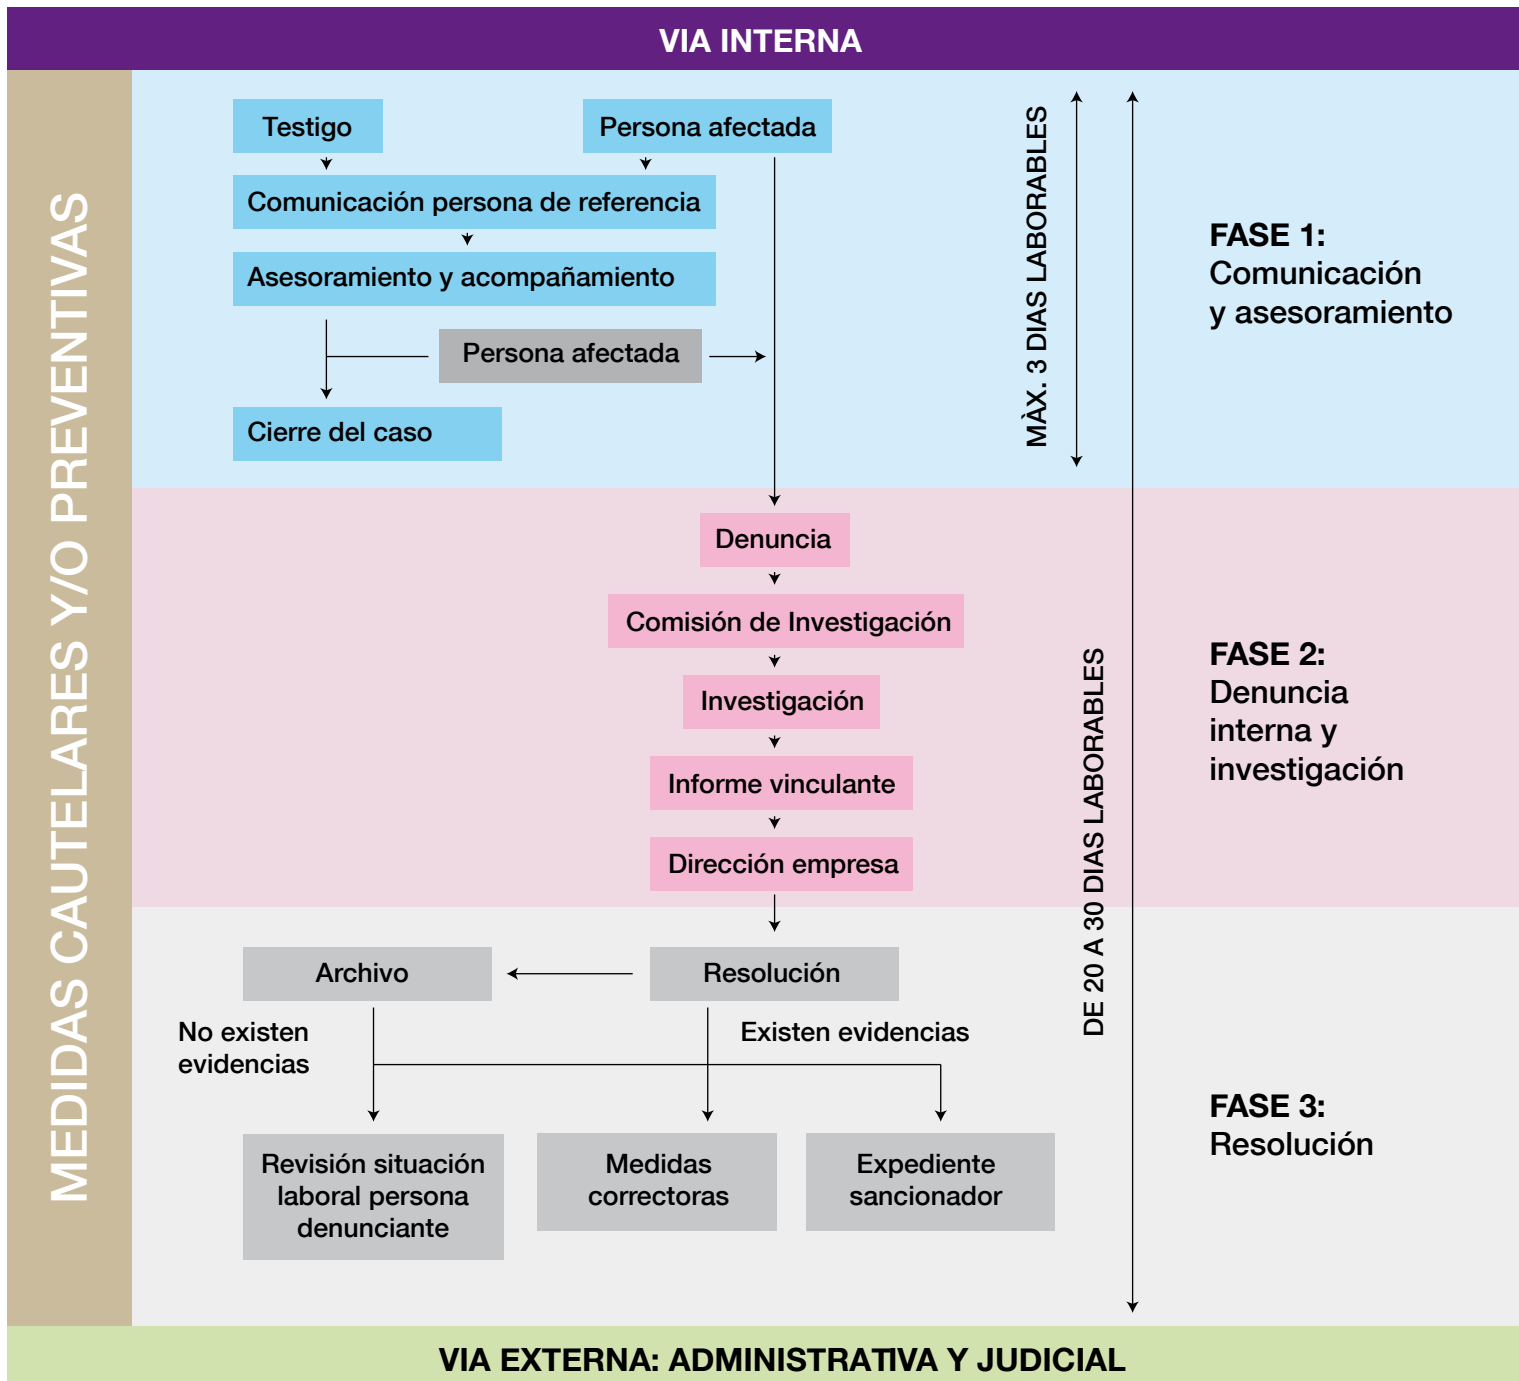 VIA INTERNA
MEDIDAS CAUTELARES Y/O PREVENTIVAS
Testigo
Persona afectada
Comunicación persona de referencia
Asesoramiento y acompañamiento
Persona afectada
Cierre del caso
MÀX. 3 DIAS LABORABLES
FASE 1:
Comunicación
y asesoramiento
Denuncia
Comisión de Investigación
Investigación
Informe vinculante
Dirección empresa
DE 20 A 30 DIAS LABORABLES
FASE 2:
Denuncia
interna y
investigación
Archivo
Resolución
No existen
evidencias
Existen evidencias
Revisión situación
laboral persona
denunciante
Medidas
correctoras
Expediente
sancionador
FASE 3:
Resolución
VIA EXTERNA: ADMINISTRATIVA Y JUDICIAL